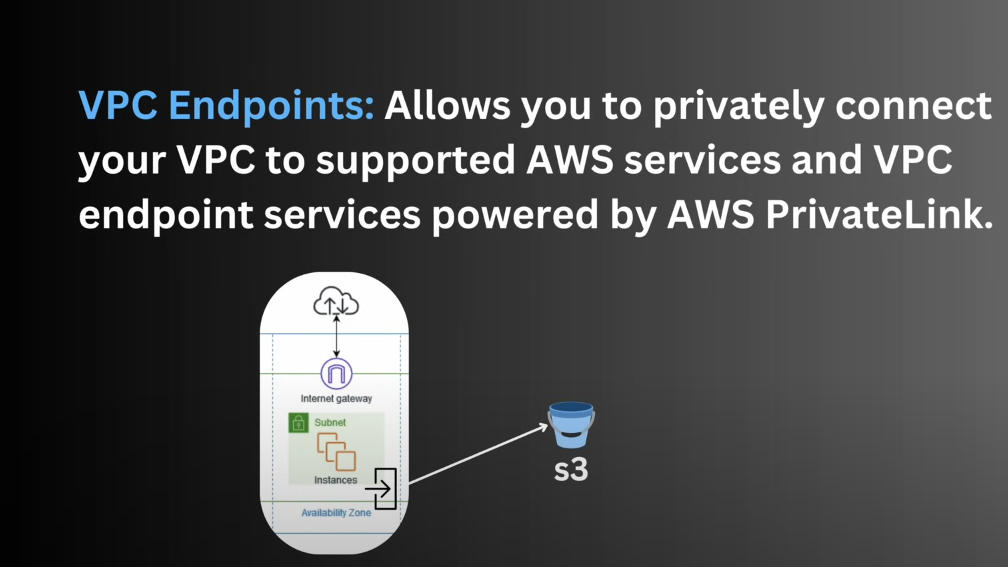 VPC Endpoints: Allows you to privately connect
your VPC to supported AWS services and VPC
endpoint services powered by AWS PrivateLink.
Internet gateway
Subnet
Instances
Availability Zone
s3